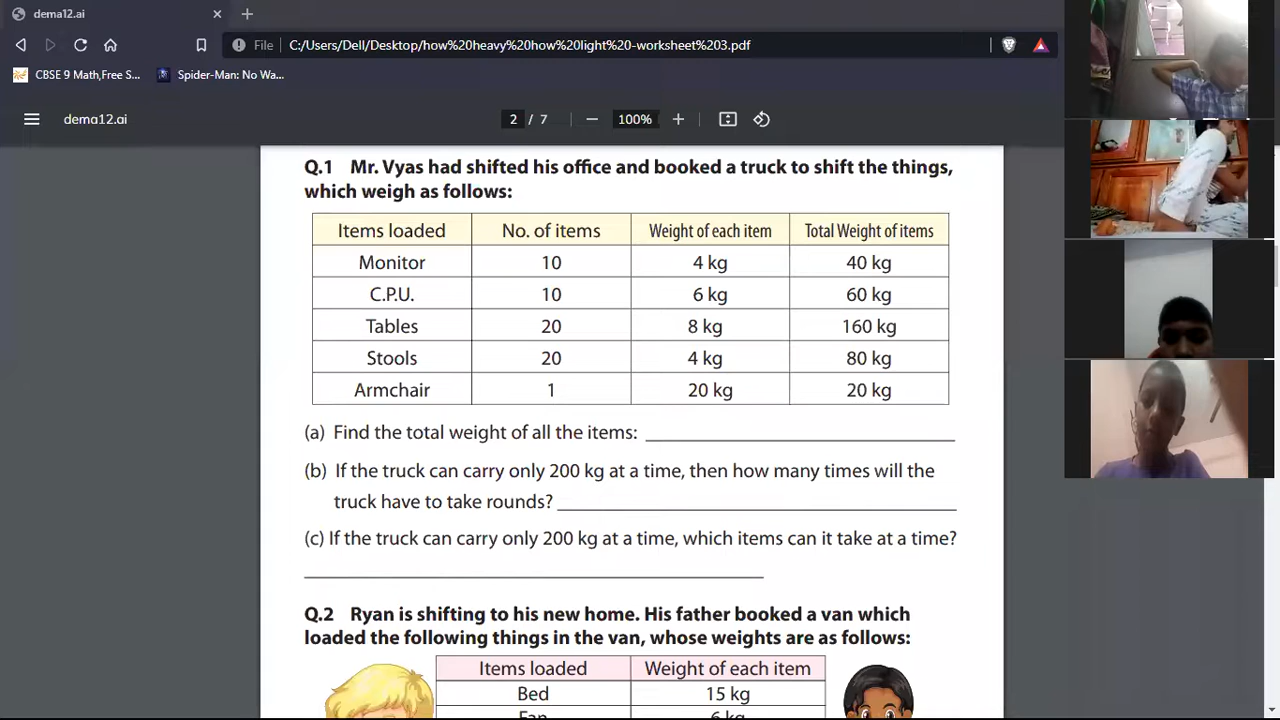 dema12.ai
File C:/Users/Dell/Desktop/how%20heavy%20how%20light%20-worksheet%203.pdf
CBSE 9 Math,Free S... Spider-Man: No Wa...
dema12.ai 2 / 7 100%
Q.1 Mr. Vyas had shifted his office and booked a truck to shift the things,
which weigh as follows:
Items loaded No. of items Weight of each item Total Weight of items
Monitor 10 4 kg 40 kg
C.P.U. 10 6 kg 60 kg
Tables 20 8 kg 160 kg
Stools 20 4 kg 80 kg
Armchair 1 20 kg 20 kg
(a) Find the total weight of all the items:
(b) If the truck can carry only 200 kg at a time, then how many times will the
truck have to take rounds?
(c) If the truck can carry only 200 kg at a time, which items can it take at a time?
Q.2 Ryan is shifting to his new home. His father booked a van which
loaded the following things in the van, whose weights are as follows:
Items loaded Weight of each item
Bed 15 kg
Fan 6 kg